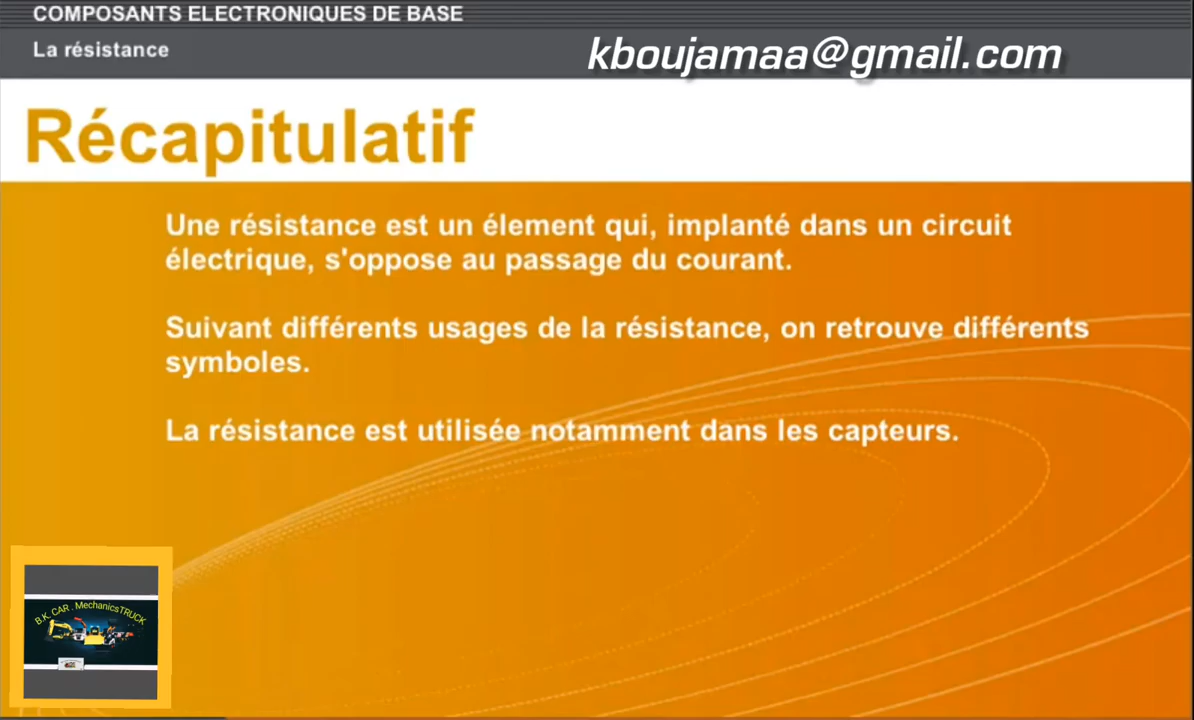 COMPOSANTS ELECTRONIQUES DE BASE
La résistance
kboujamaa@gmail.com
Récapitulatif
Une résistance est un élement qui, implanté dans un circuit
électrique, s'oppose au passage du courant.
Suivant différents usages de la résistance, on retrouve différents
symboles.
La résistance est utilisée notamment dans les capteurs.
B.K. CAR . MechanicsTRUCK